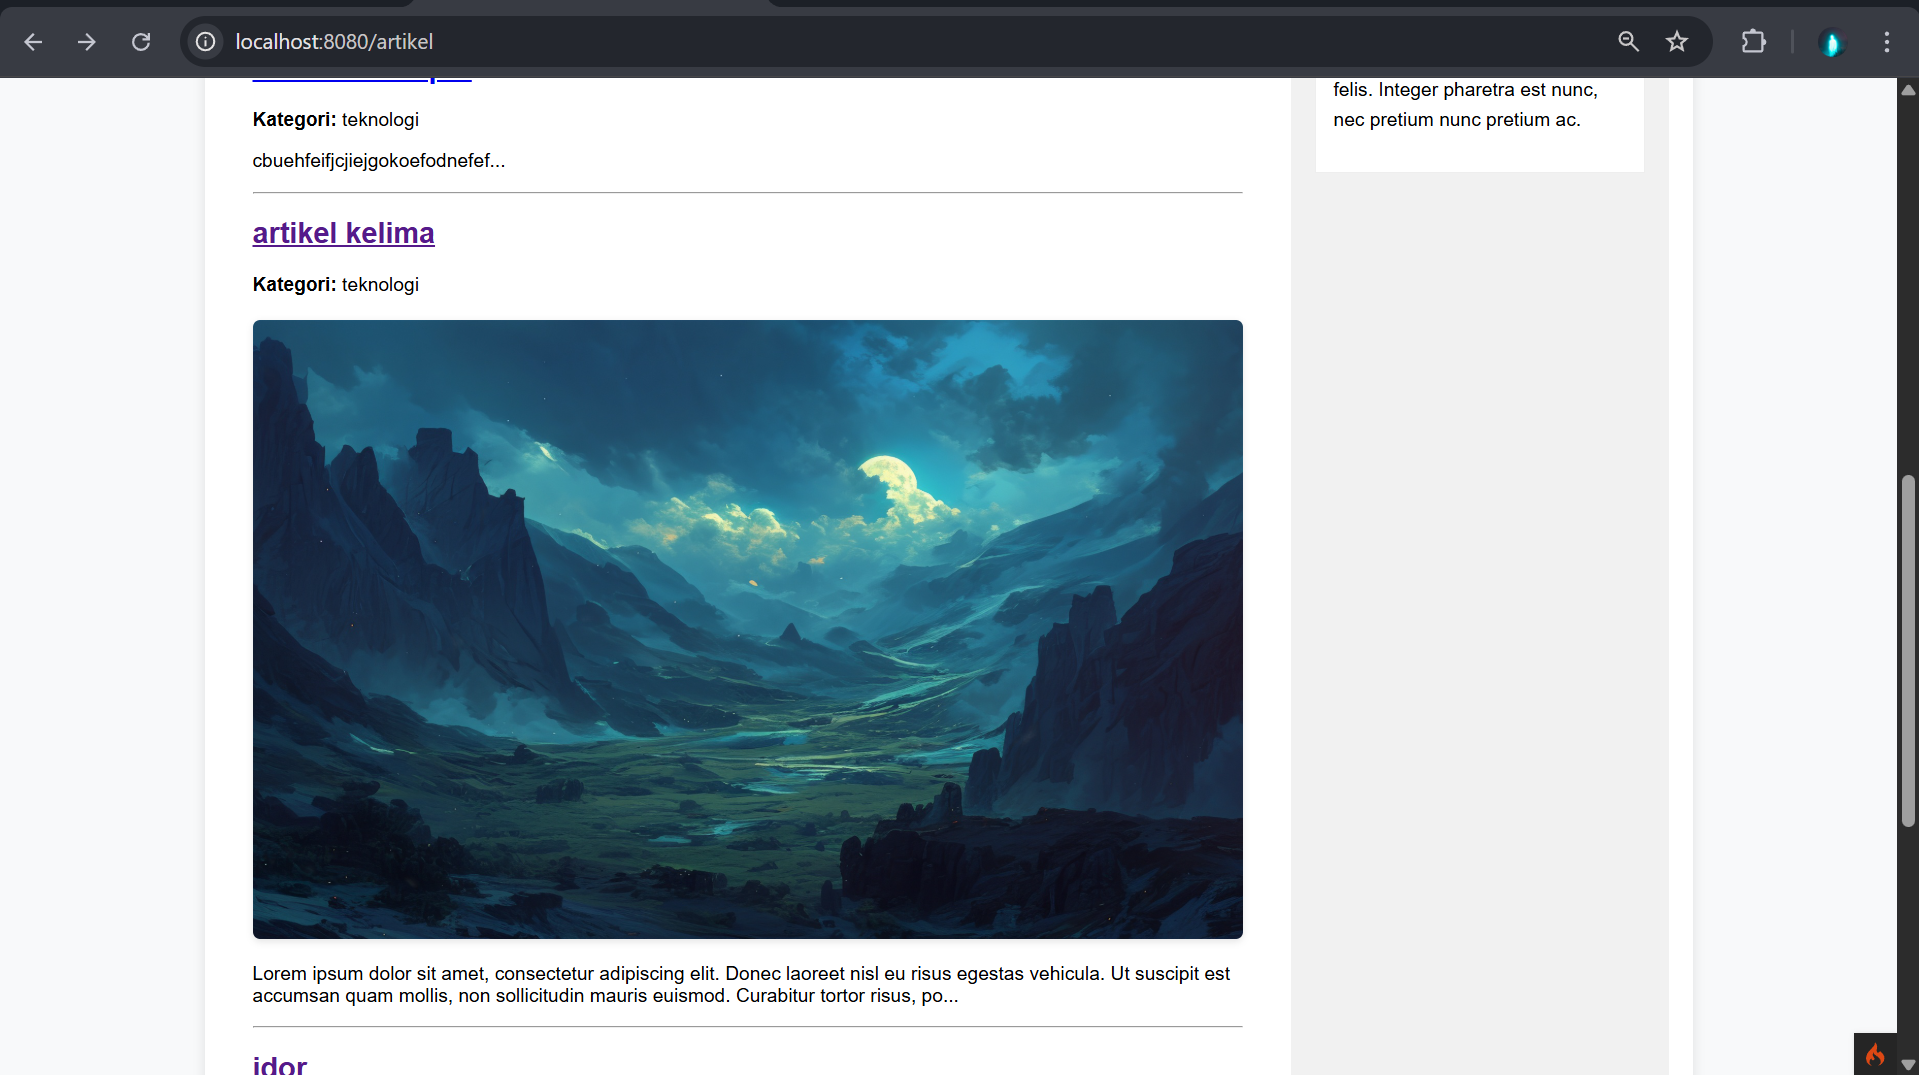 localhost:8080/artikel
Kategori: teknologi
cbuehfeifjcjiejgokoefodnefef...
artikel kelima
Kategori: teknologi
Lorem ipsum dolor sit amet, consectetur adipiscing elit. Donec laoreet nisl eu risus egestas vehicula. Ut suscipit est
accumsan quam mollis, non sollicitudin mauris euismod. Curabitur tortor risus, po...
idor
felis. Integer pharetra est nunc,
nec pretium nunc pretium ac.